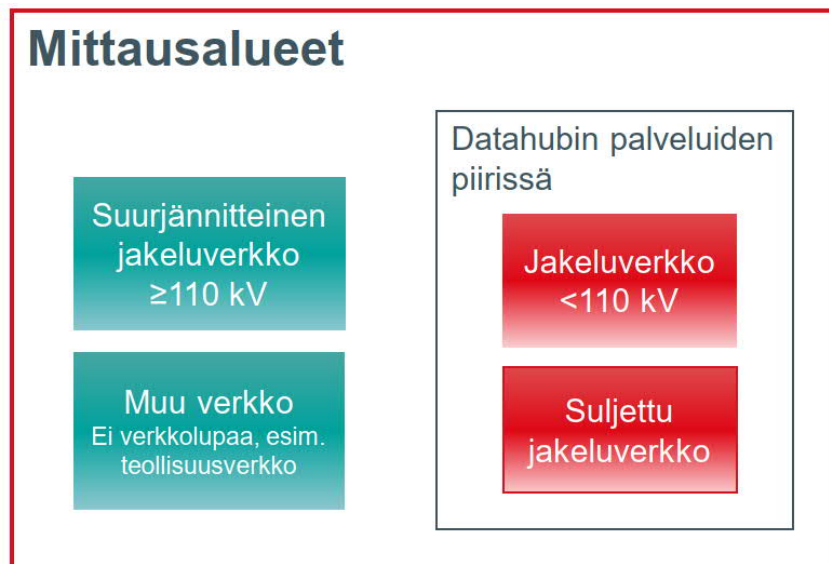 Mittausalueet
Suurjännitteinen
jakeluverkko
≥110 kV
Muu verkko
Ei verkkolupaa, esim.
teollisuusverkko
Datahubin palveluiden
piirissä
Jakeluverkko
<110 kV
Suljettu
jakeluverkko